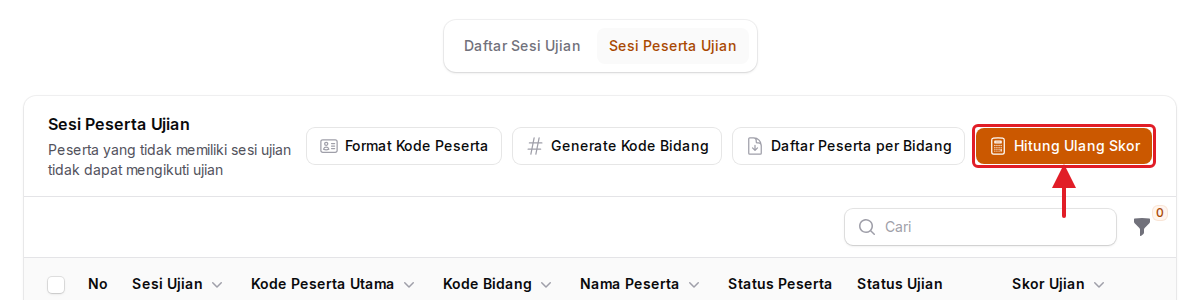 Daftar Sesi Ujian
Sesi Peserta Ujian
Sesi Peserta Ujian
Peserta yang tidak memiliki sesi ujian
tidak dapat mengikuti ujian
Format Kode Peserta
Generate Kode Bidang
Daftar Peserta per Bidang
Hitung Ulang Skor
Cari
0
No
Sesi Ujian
Kode Peserta Utama
Kode Bidang
Nama Peserta
Status Peserta
Status Ujian
Skor Ujian